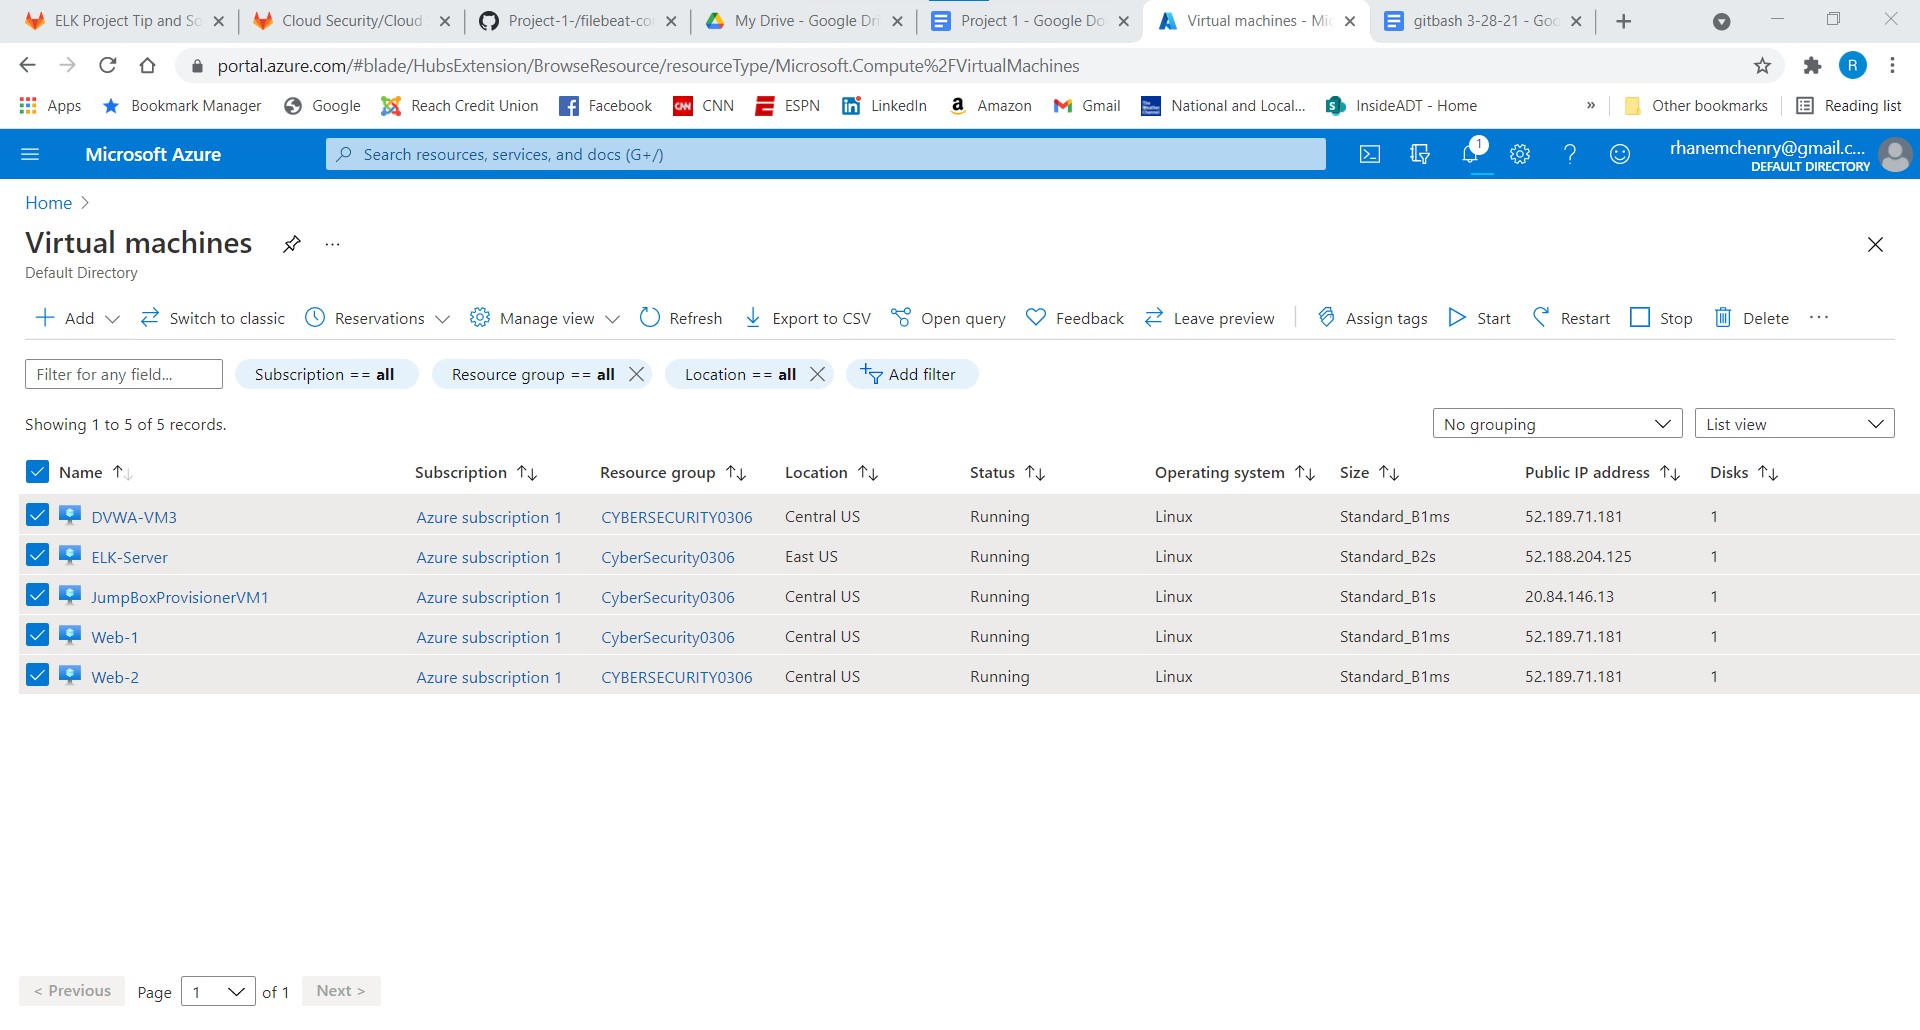 ELK Project Tip and So
Cloud Security/Cloud
Project-1-/filebeat-co
My Drive - Google Dri
Project 1 - Google Do
Virtual machines - Mic
gitbash 3-28-21 - Goo
portal.azure.com/#blade/HubsExtension/BrowseResource/resourceType/Microsoft.Compute%2FVirtualMachines
R
Apps Bookmark Manager Google Reach Credit Union Facebook CNN ESPN LinkedIn Amazon Gmail National and Local... InsideADT - Home » Other bookmarks Reading list
Microsoft Azure
Search resources, services, and docs (G+/)
1
rhanemchenry@gmail.c...
DEFAULT DIRECTORY
Home >
Virtual machines
Default Directory
Add Switch to classic Reservations Manage view Refresh Export to CSV Open query Feedback Leave preview Assign tags Start Restart Stop Delete
Filter for any field... Subscription == all Resource group == all Location == all Add filter
Showing 1 to 5 of 5 records. No grouping List view
Name Subscription Resource group Location Status Operating system Size Public IP address Disks
DVWA-VM3 Azure subscription 1 CYBERSECURITY0306 Central US Running Linux Standard_B1ms 52.189.71.181 1
ELK-Server Azure subscription 1 CyberSecurity0306 East US Running Linux Standard_B2s 52.188.204.125 1
JumpBoxProvisionerVM1 Azure subscription 1 CyberSecurity0306 Central US Running Linux Standard_B1s 20.84.146.13 1
Web-1 Azure subscription 1 CyberSecurity0306 Central US Running Linux Standard_B1ms 52.189.71.181 1
Web-2 Azure subscription 1 CYBERSECURITY0306 Central US Running Linux Standard_B1ms 52.189.71.181 1
< Previous Page 1 of 1 Next >